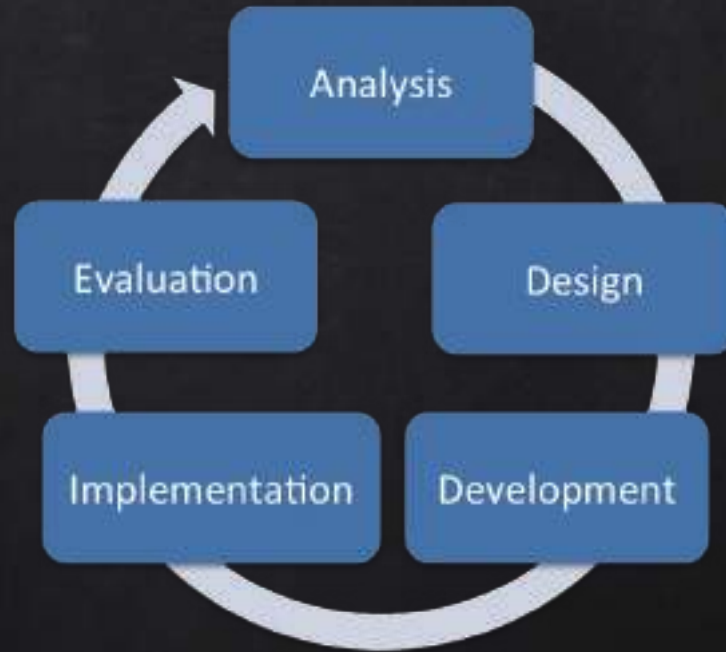 Analysis
Design
Development
Implementation
Evaluation